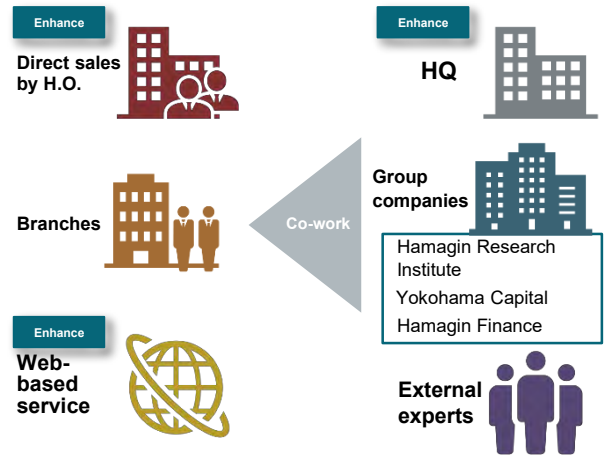 Enhance
Direct sales
by H.O.
Branches
Enhance
Web-
based
service
Co-work
Enhance
HQ
Group
companies
Hamagin Research
Institute
Yokohama Capital
Hamagin Finance
External
experts